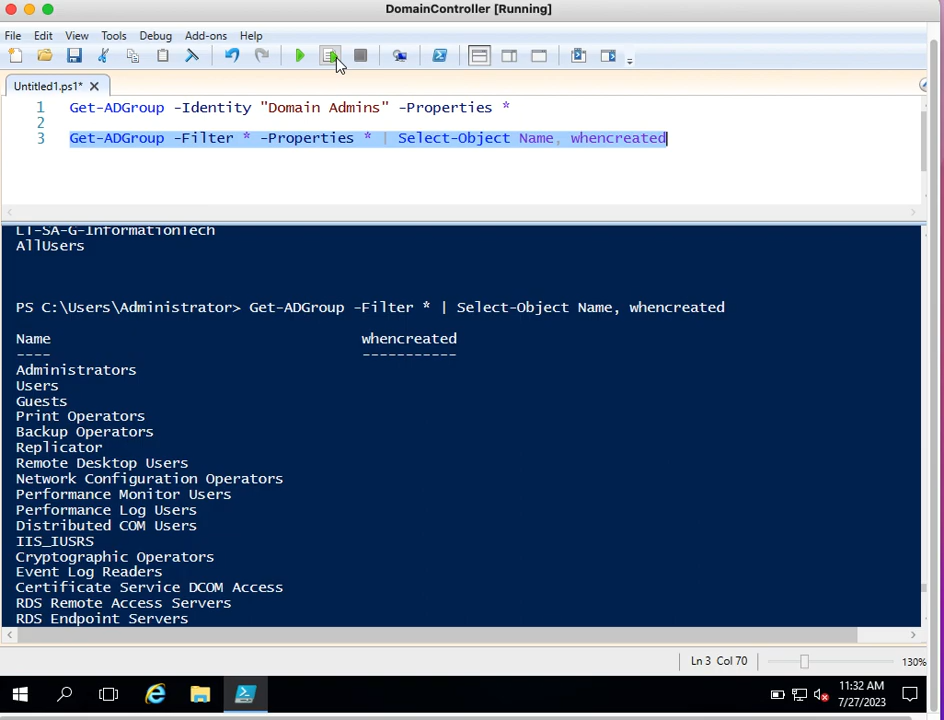 DomainController [Running]
File Edit View Tools Debug Add-ons Help
Untitled1.ps1*
1 Get-ADGroup -Identity "Domain Admins" -Properties *
2
3 Get-ADGroup -Filter * -Properties * | Select-Object Name, whencreated
LT-SA-G-InformationTech
AllUsers
PS C:\Users\Administrator> Get-ADGroup -Filter * | Select-Object Name, whencreated
Name whencreated
---- -----------
Administrators
Users
Guests
Print Operators
Backup Operators
Replicator
Remote Desktop Users
Network Configuration Operators
Performance Monitor Users
Performance Log Users
Distributed COM Users
IIS_IUSRS
Cryptographic Operators
Event Log Readers
Certificate Service DCOM Access
RDS Remote Access Servers
RDS Endpoint Servers
Ln 3 Col 70 130%
11:32 AM
7/27/2023